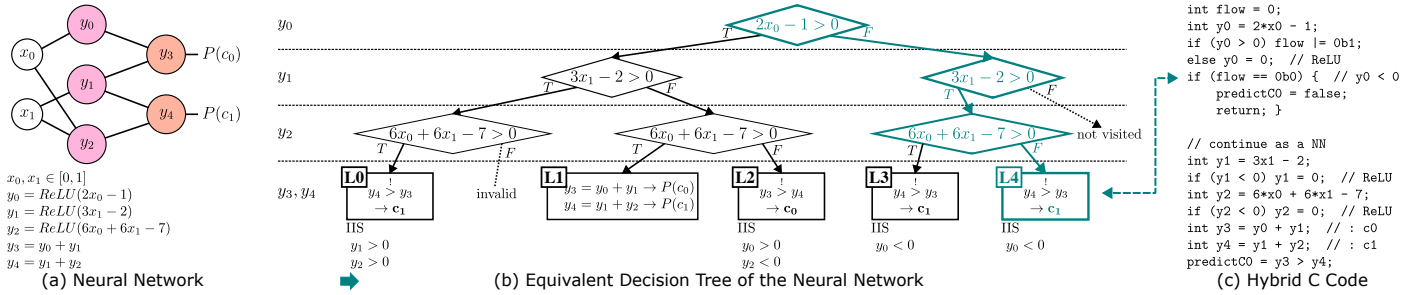 y0
x0
y3
P(c0)
y1
x1
y4
P(c1)
y2
x0, x1 ∈ [0, 1]
y0 = ReLU(2x0 − 1)
y1 = ReLU(3x1 − 2)
y2 = ReLU(6x0 + 6x1 − 7)
y3 = y0 + y1
y4 = y1 + y2
(a) Neural Network
y0
2x0 − 1 > 0
T
F
y1
3x1 − 2 > 0
3x1 − 2 > 0
T
F
T
F
y2
6x0 + 6x1 − 7 > 0
6x0 + 6x1 − 7 > 0
6x0 + 6x1 − 7 > 0
not visited
T
F
T
F
T
F
invalid
y3, y4
L0
!
y4 > y3
→ c1
IIS
y1 > 0
y2 > 0
L1
y3 = y0 + y1 → P(c0)
y4 = y1 + y2 → P(c1)
L2
!
y3 > y4
→ c0
IIS
y0 > 0
y2 < 0
L3
!
y4 > y3
→ c1
IIS
y0 < 0
L4
!
y4 > y3
→ c1
IIS
y0 < 0
(b) Equivalent Decision Tree of the Neural Network
int flow = 0;
int y0 = 2*x0 - 1;
if (y0 > 0) flow |= 0b1;
else y0 = 0;  // ReLU
if (flow == 0b0) {  // y0 < 0
    predictC0 = false;
    return; }
// continue as a NN
int y1 = 3x1 - 2;
if (y1 < 0) y1 = 0;  // ReLU
int y2 = 6*x0 + 6*x1 - 7;
if (y2 < 0) y2 = 0;  // ReLU
int y3 = y0 + y1;  // : c0
int y4 = y1 + y2;  // : c1
predictC0 = y3 > y4;
(c) Hybrid C Code